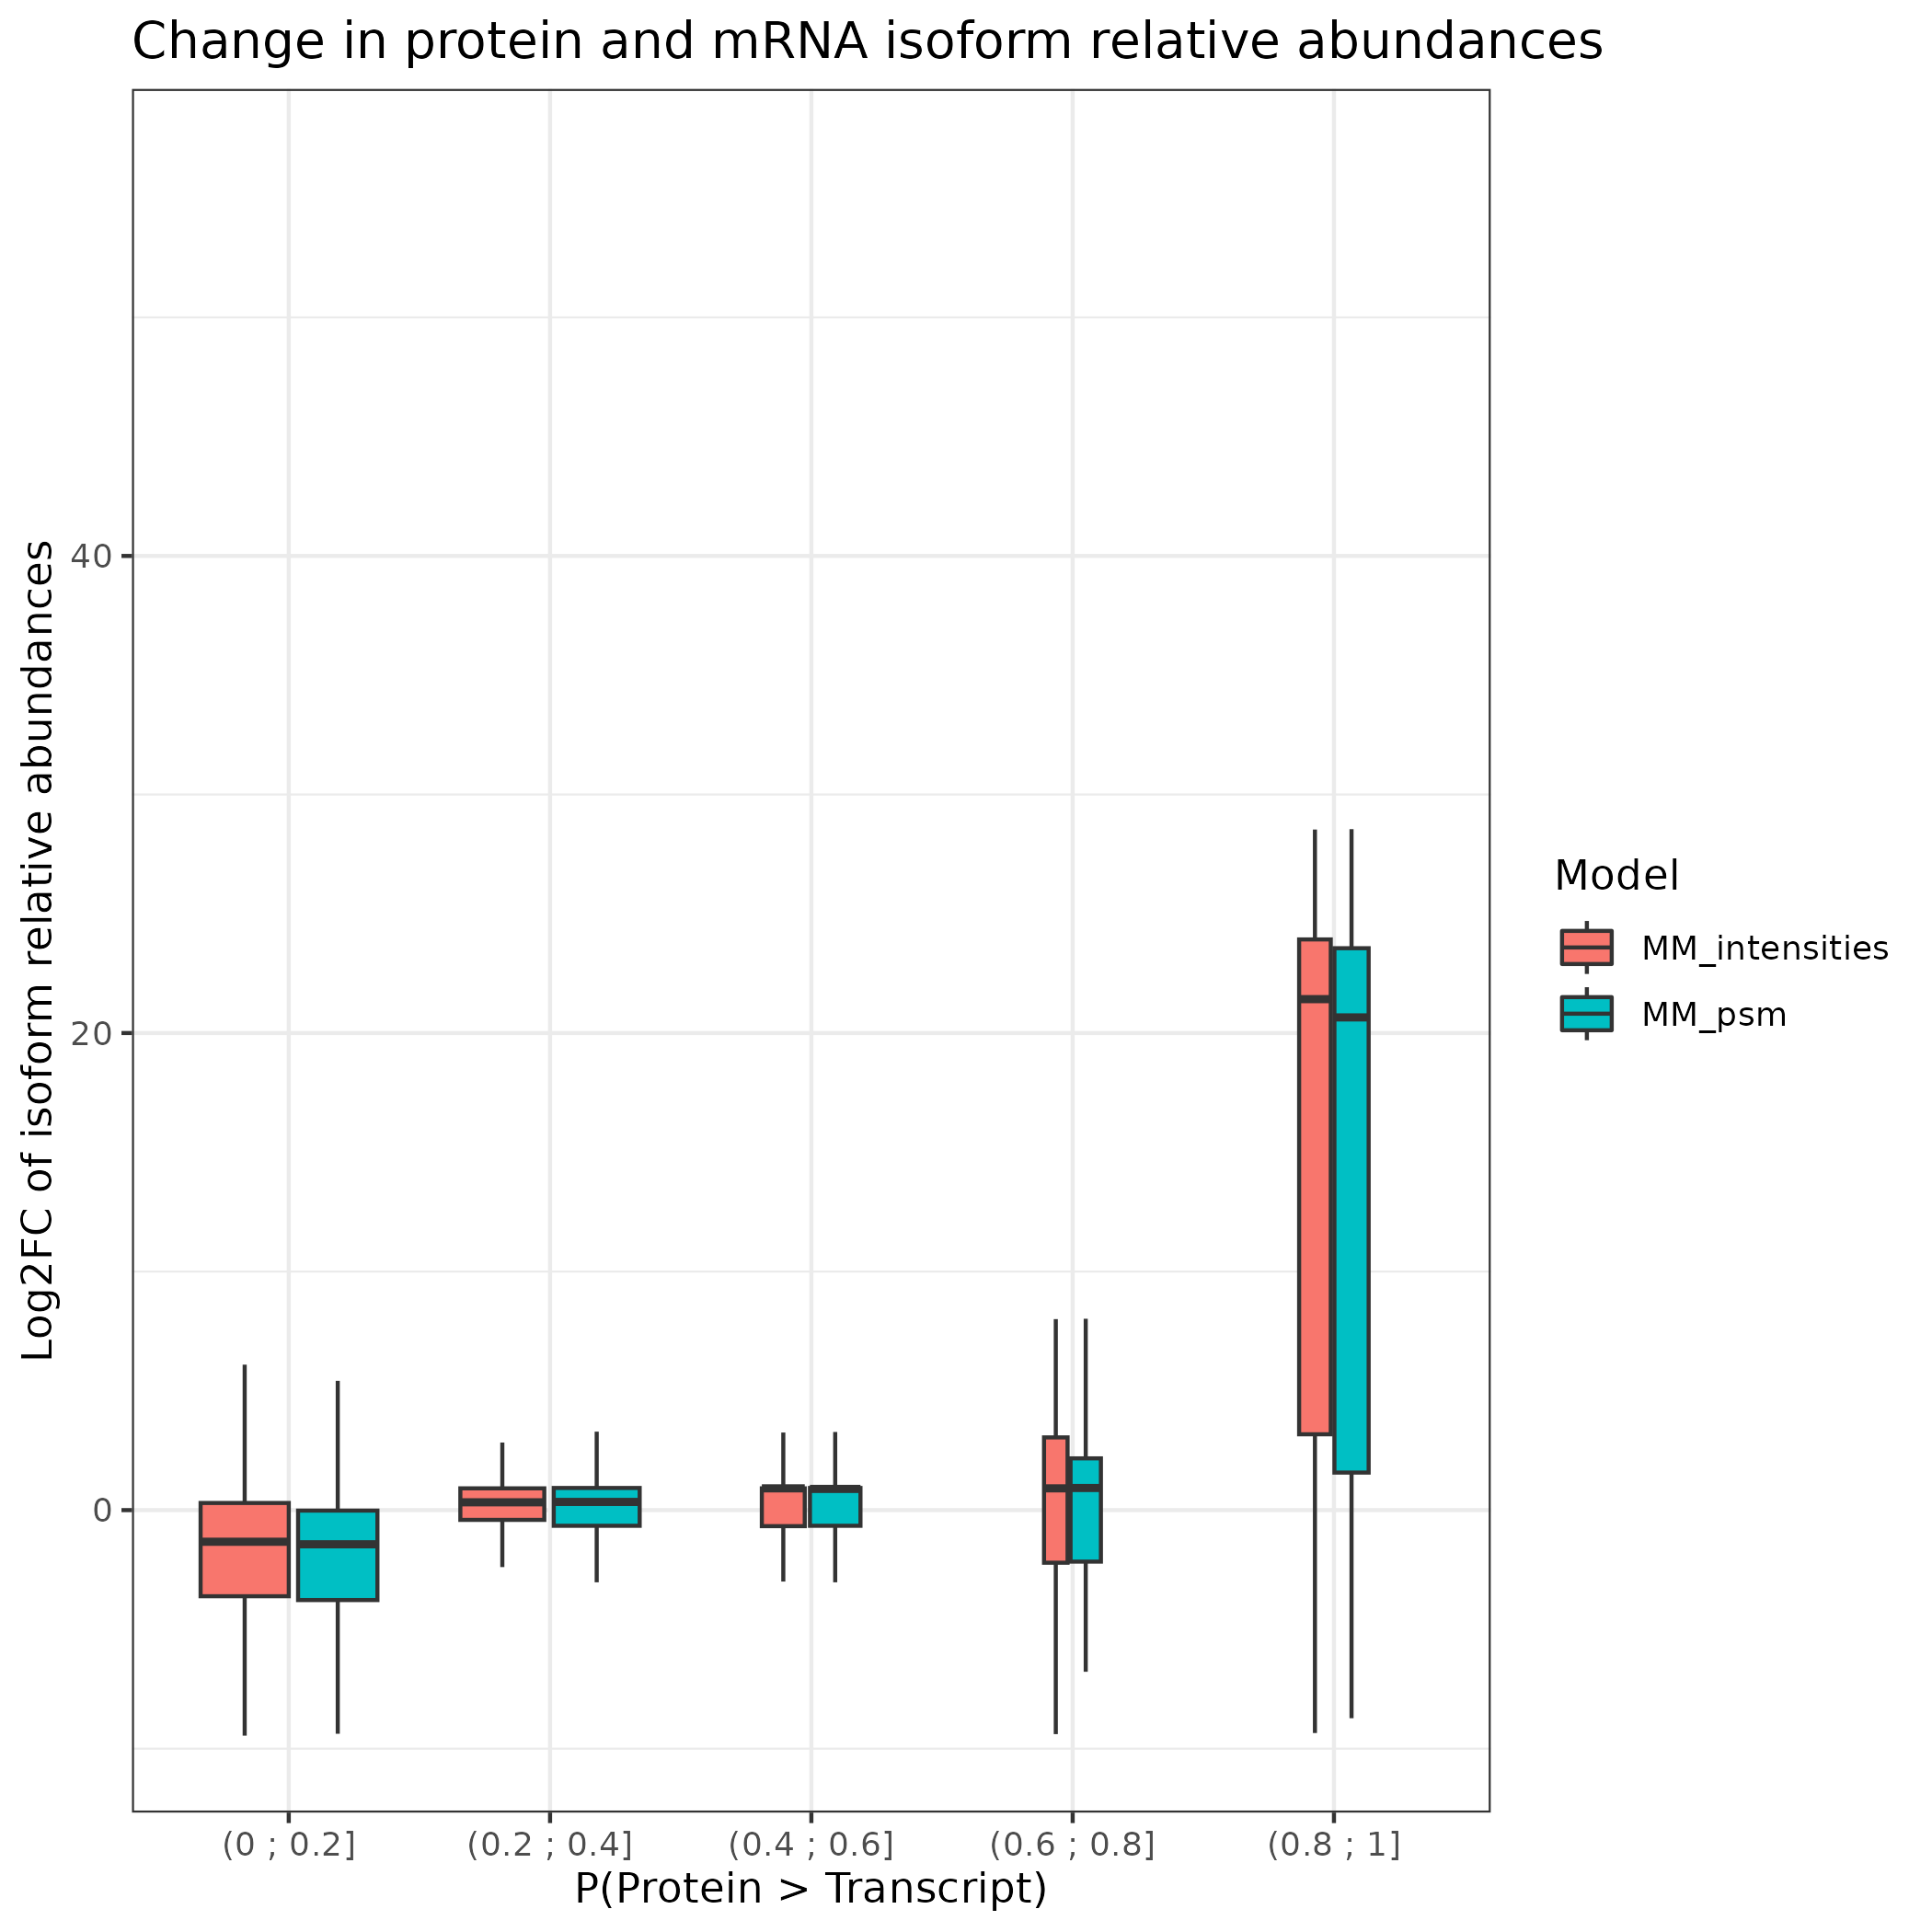 Change in protein and mRNA isoform relative abundances
Log2FC of isoform relative abundances
40
20
0
(0 ; 0.2]
(0.2 ; 0.4]
(0.4 ; 0.6]
(0.6 ; 0.8]
(0.8 ; 1]
P(Protein > Transcript)
Model
MM_intensities
MM_psm